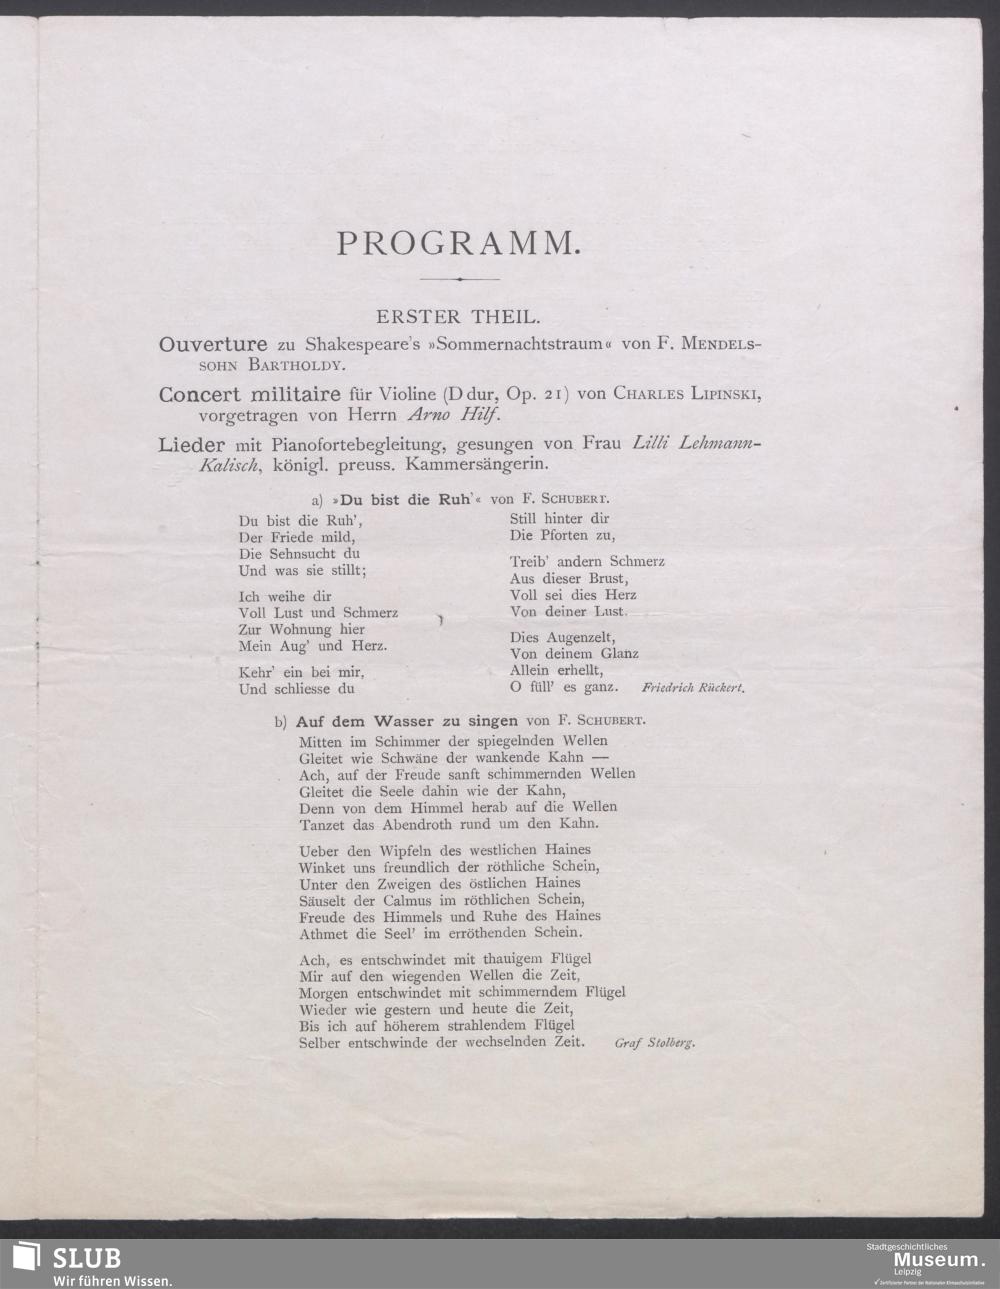 PROGRAMM.
ERSTER THEIL.
Ouverture zu Shakespeare's »Sommernachtstraum« von F. MENDELS-
SOHN BARTHOLDY.
Concert militaire für Violine (D dur, Op. 21) von CHARLES LIPINSKI,
vorgetragen von Herrn Arno Hilf.
Lieder mit Pianofortebegleitung, gesungen von Frau Lilli Lehmann-
Kalisch, königl. preuss. Kammersängerin.
a) »Du bist die Ruh'« von F. SCHUBERT.
Du bist die Ruh',
Der Friede mild,
Die Sehnsucht du
Und was sie stillt;
Ich weihe dir
Voll Lust und Schmerz
Zur Wohnung hier
Mein Aug' und Herz.
Kehr' ein bei mir,
Und schliesse du
Still hinter dir
Die Pforten zu,
Treib' andern Schmerz
Aus dieser Brust,
Voll sei dies Herz
Von deiner Lust.
Dies Augenzelt,
Von deinem Glanz
Allein erhellt,
O füll' es ganz. Friedrich Rückert.
b) Auf dem Wasser zu singen von F. SCHUBERT.
Mitten im Schimmer der spiegelnden Wellen
Gleitet wie Schwäne der wankende Kahn —
Ach, auf der Freude sanft schimmernden Wellen
Gleitet die Seele dahin wie der Kahn,
Denn von dem Himmel herab auf die Wellen
Tanzet das Abendroth rund um den Kahn.
Ueber den Wipfeln des westlichen Haines
Winket uns freundlich der röthliche Schein,
Unter den Zweigen des östlichen Haines
Säuselt der Calmus im röthlichen Schein,
Freude des Himmels und Ruhe des Haines
Athmet die Seel' im erröthenden Schein.
Ach, es entschwindet mit thauigem Flügel
Mir auf den wiegenden Wellen die Zeit,
Morgen entschwindet mit schimmerndem Flügel
Wieder wie gestern und heute die Zeit,
Bis ich auf höherem strahlendem Flügel
Selber entschwinde der wechselnden Zeit. Graf Stolberg.
SLUB
Wir führen Wissen.
Stadtgeschichtliches
Museum.
Leipzig
Zertifizierter Partner der Nationalen Klimaschutzinitiative